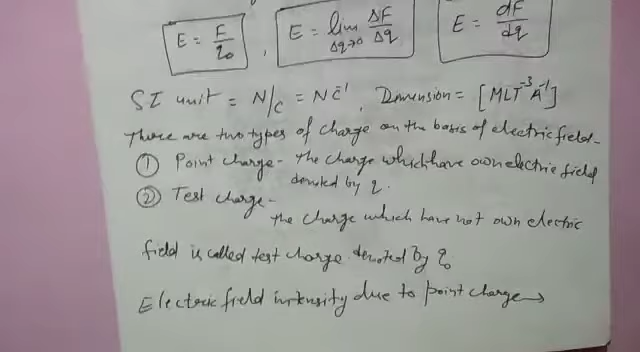 E = F/q₀ , E = lim Δq→0 ΔF/Δq E = dF/dq
SI unit = N/C = NC⁻¹, Dimension = [MLT⁻³A⁻¹]
There are two types of charge on the basis of electric field-
① Point charge - The charge which have own electric field
denoted by q.
② Test charge -
The charge which have not own electric
field is called test charge denoted by q₀
Electric field intensity due to point charge→